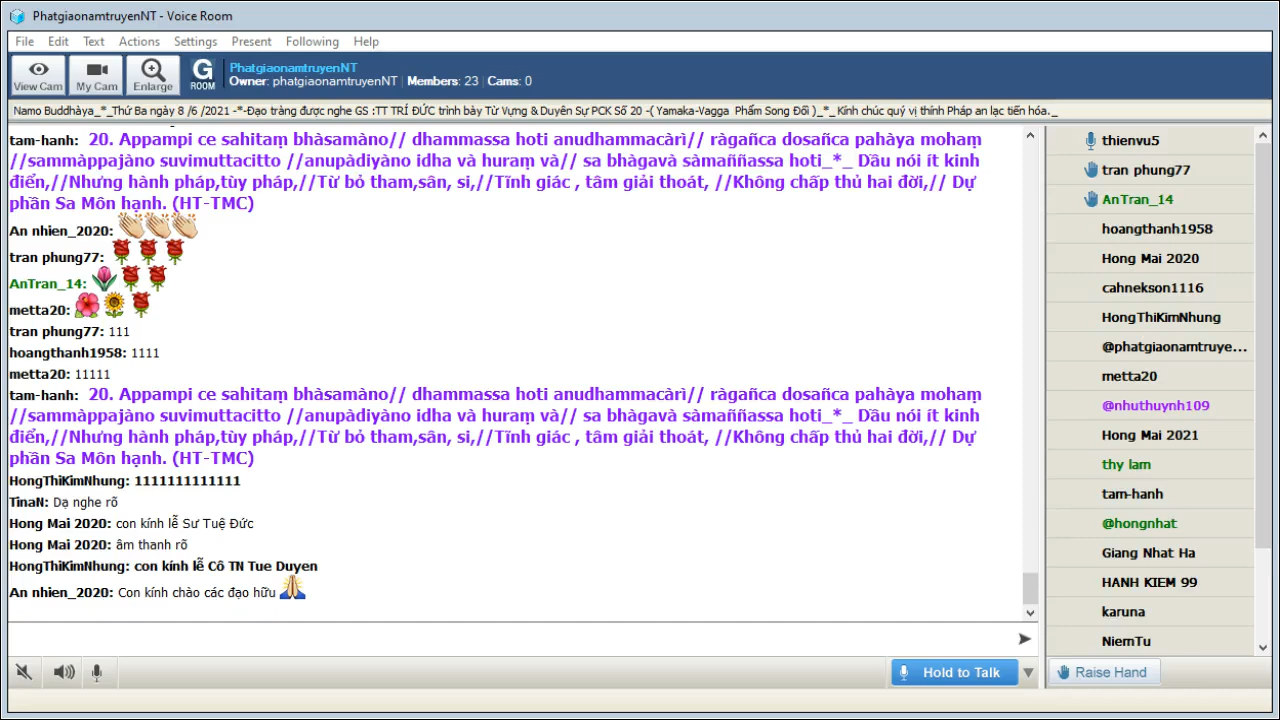 PhatgiaonamtruyenNT - Voice Room
File Edit Text Actions Settings Present Following Help
View Cam My Cam Enlarge G ROOM
PhatgiaonamtruyenNT
Owner: phatgiaonamtruyenNT | Members: 23 | Cams: 0
Namo Buddhàya_*_Thứ Ba ngày 8 /6 /2021 -*-Đạo tràng được nghe GS :TT TRÍ ĐỨC trình bày Từ Vựng & Duyên Sự PCK Số 20 -( Yamaka-Vagga Phẩm Song Đối )_*_ Kính chúc quý vị thính Pháp an lạc tiến hóa._
tam-hanh: 20. Appampi ce sahitaṃ bhàsamàno// dhammassa hoti anudhammacàrì// ràgañca dosañca pahàya mohaṃ
//sammàppajàno suvimuttacitto //anupàdiyàno idha và huraṃ và// sa bhàgavà sàmaññassa hoti_*_ Dầu nói ít kinh
điển,//Nhưng hành pháp,tùy pháp,//Từ bỏ tham,sân, si,//Tĩnh giác , tâm giải thoát, //Không chấp thủ hai đời,// Dự
phần Sa Môn hạnh. (HT-TMC)
An nhien_2020:
tran phung77:
AnTran_14:
metta20:
tran phung77: 111
hoangthanh1958: 1111
metta20: 11111
tam-hanh: 20. Appampi ce sahitaṃ bhàsamàno// dhammassa hoti anudhammacàrì// ràgañca dosañca pahàya mohaṃ
//sammàppajàno suvimuttacitto //anupàdiyàno idha và huraṃ và// sa bhàgavà sàmaññassa hoti_*_ Dầu nói ít kinh
điển,//Nhưng hành pháp,tùy pháp,//Từ bỏ tham,sân, si,//Tĩnh giác , tâm giải thoát, //Không chấp thủ hai đời,// Dự
phần Sa Môn hạnh. (HT-TMC)
HongThiKimNhung: 1111111111111
TinaN: Dạ nghe rõ
Hong Mai 2020: con kính lễ Sư Tuệ Đức
Hong Mai 2020: âm thanh rõ
HongThiKimNhung: con kính lễ Cô TN Tue Duyen
An nhien_2020: Con kính chào các đạo hữu
Hold to Talk
thienvu5
tran phung77
AnTran_14
hoangthanh1958
Hong Mai 2020
cahnekson1116
HongThiKimNhung
@phatgiaonamtruye...
metta20
@nhuthuynh109
Hong Mai 2021
thy lam
tam-hanh
@hongnhat
Giang Nhat Ha
HANH KIEM 99
karuna
NiemTu
Raise Hand